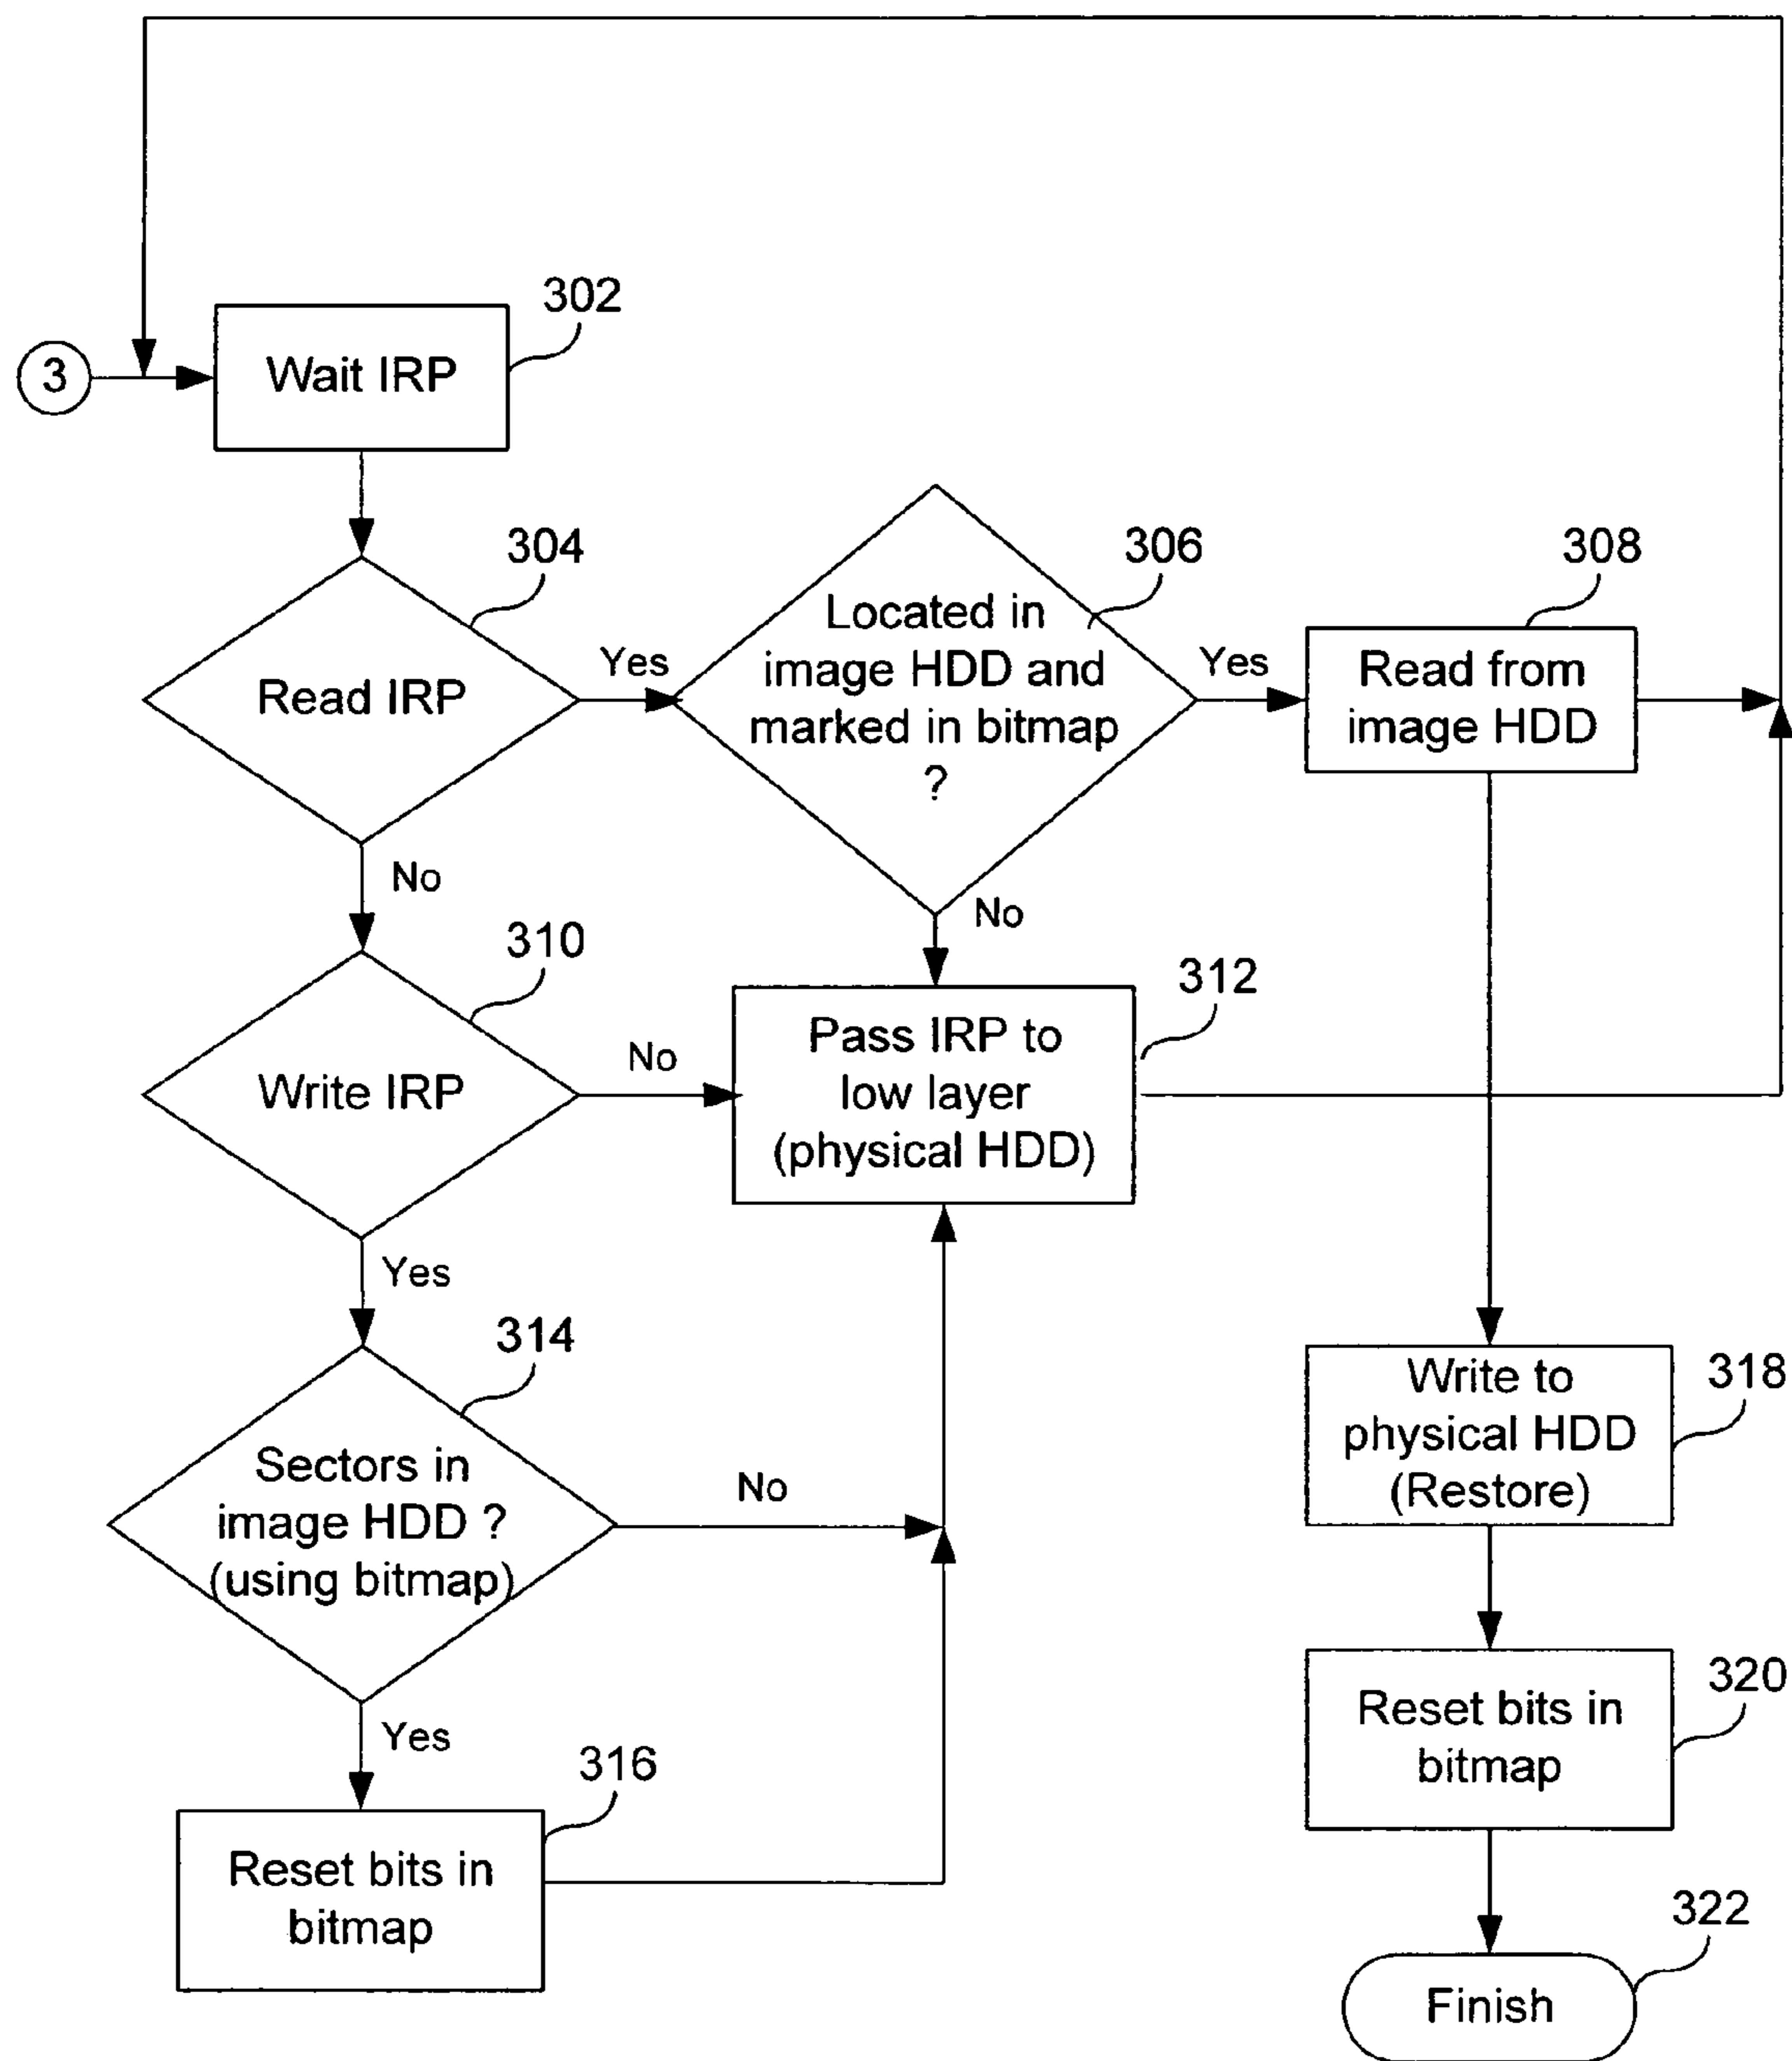 302
3
Wait IRP
304
306
308
Read IRP
Yes
Located in
image HDD and
marked in bitmap
?
Yes
Read from
image HDD
No
No
310
312
Write IRP
No
Pass IRP to
low layer
(physical HDD)
Yes
314
318
Sectors in
image HDD ?
(using bitmap)
No
Write to
physical HDD
(Restore)
Yes
316
320
Reset bits in
bitmap
Reset bits in
bitmap
322
Finish